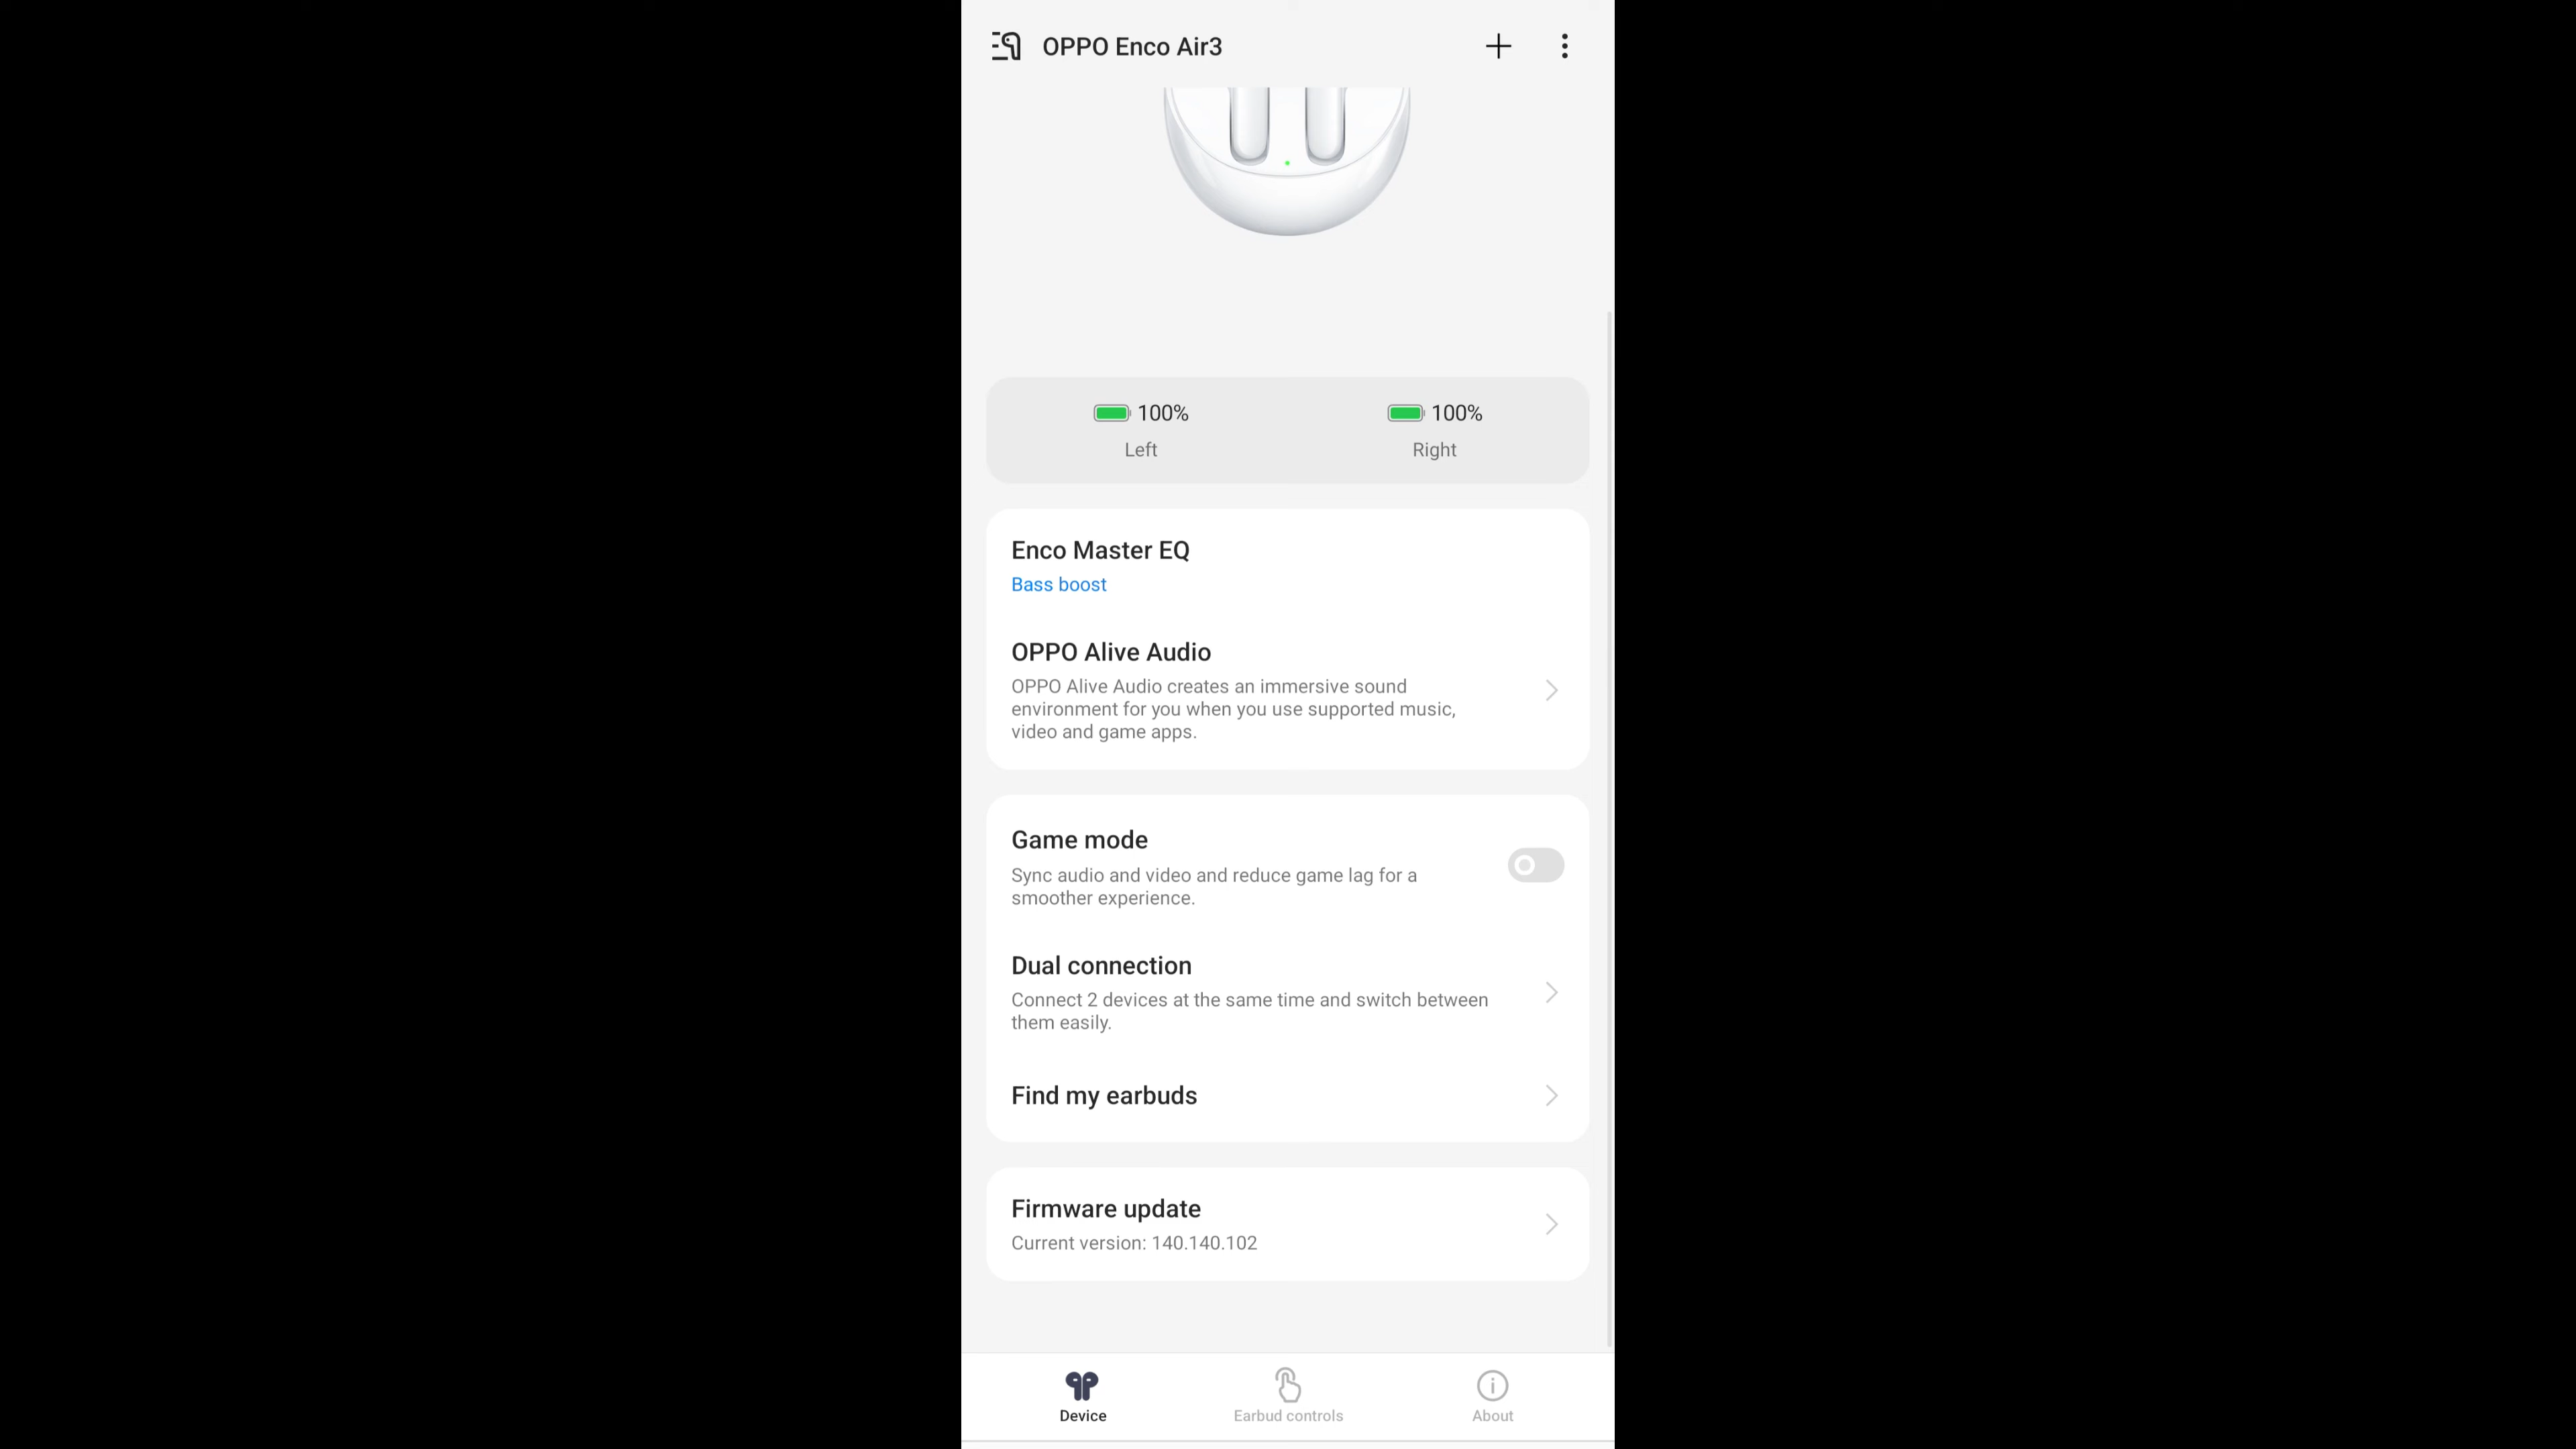 OPPO Enco Air3
100%
100%
Left
Right
Enco Master EQ
Bass boost
OPPO Alive Audio
OPPO Alive Audio creates an immersive sound
environment for you when you use supported music,
video and game apps.
Game mode
Sync audio and video and reduce game lag for a
smoother experience.
Dual connection
Connect 2 devices at the same time and switch between
them easily.
Find my earbuds
Firmware update
Current version: 140.140.102
Device
Earbud controls
About